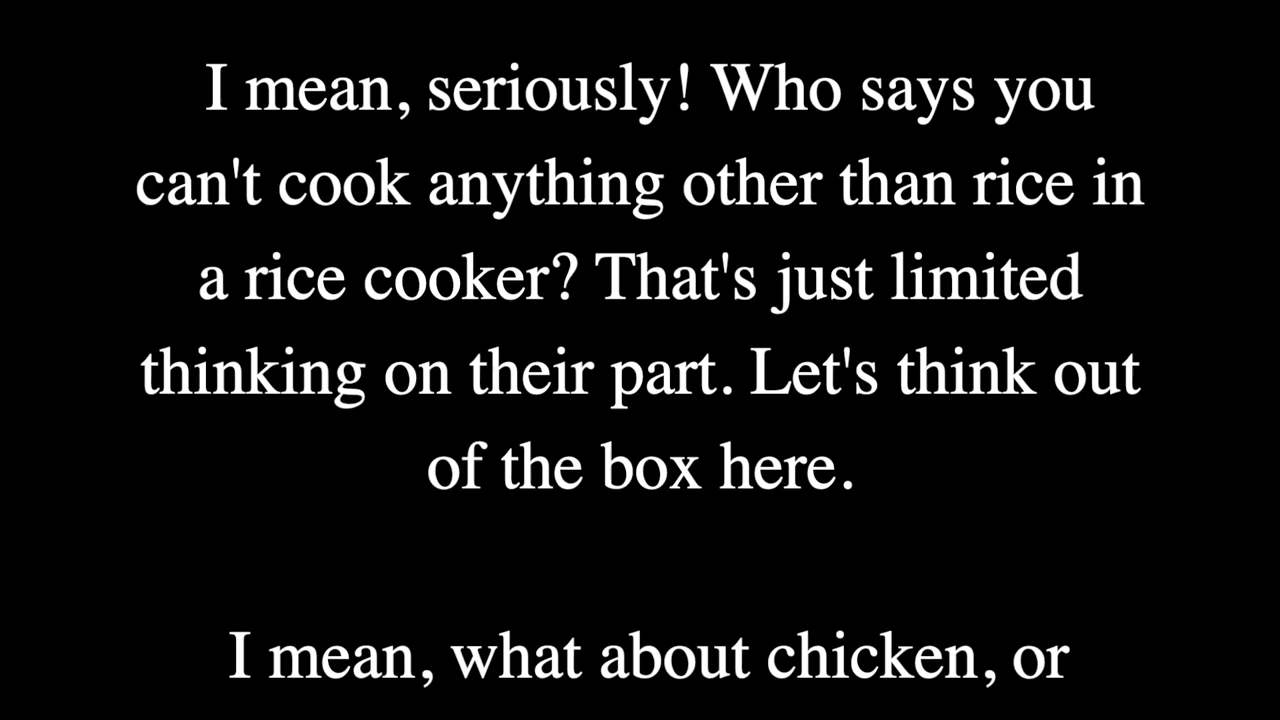 I mean, seriously! Who says you
can't cook anything other than rice in
a rice cooker? That's just limited
thinking on their part. Let's think out
of the box here.
I mean, what about chicken, or